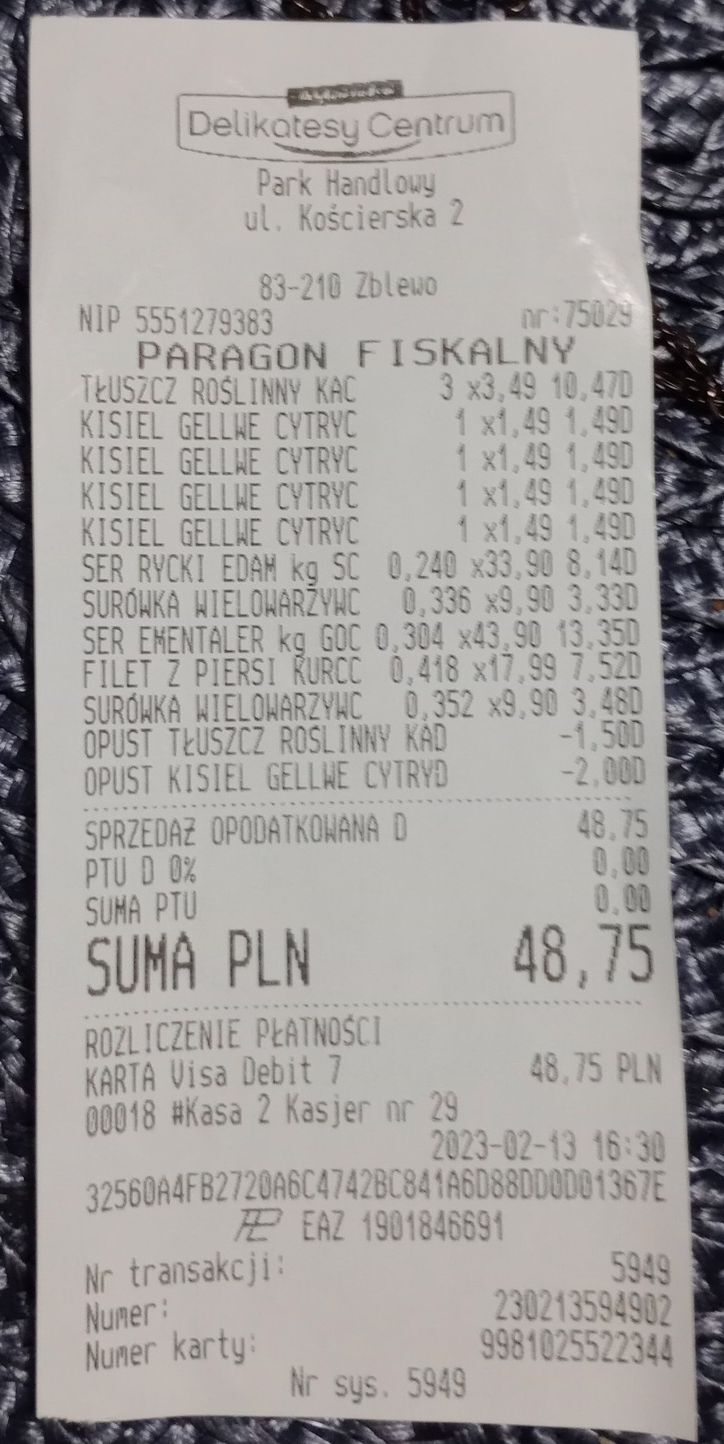 Delikatesy Centrum
Park Handlowy
ul. Kościerska 2
83-210 Zblewo
NIP 5551279383 nr:75029
PARAGON FISKALNY
TŁUSZCZ ROŚLINNY KAC 3 x3,49 10,47D
KISIEL GELLWE CYTRYC 1 x1,49 1,49D
KISIEL GELLWE CYTRYC 1 x1,49 1,49D
KISIEL GELLWE CYTRYC 1 x1,49 1,49D
KISIEL GELLWE CYTRYC 1 x1,49 1,49D
SER RYCKI EDAM kg SC 0,240 x33,90 8,14D
SURÓWKA WIELOWARZYWC 0,336 x9,90 3,33D
SER EMENTALER kg GOC 0,304 x43,90 13,35D
FILET Z PIERSI KURCC 0,418 x17,99 7,52D
SURÓWKA WIELOWARZYWC 0,352 x9,90 3,48D
OPUST TŁUSZCZ ROŚLINNY KAD -1,50D
OPUST KISIEL GELLWE CYTRYD -2,00D
SPRZEDAŻ OPODATKOWANA D 48,75
PTU D 0% 0,00
SUMA PTU 0,00
SUMA PLN 48,75
ROZLICZENIE PŁATNOŚCI
KARTA Visa Debit 7 48,75 PLN
00018 #Kasa 2 Kasjer nr 29
2023-02-13 16:30
32560A4FB2720A6C4742BC841A6D88DD0D01367E
EAZ 1901846691
Nr transakcji: 5949
Numer: 230213594902
Numer karty: 9981025522344
Nr sys. 5949